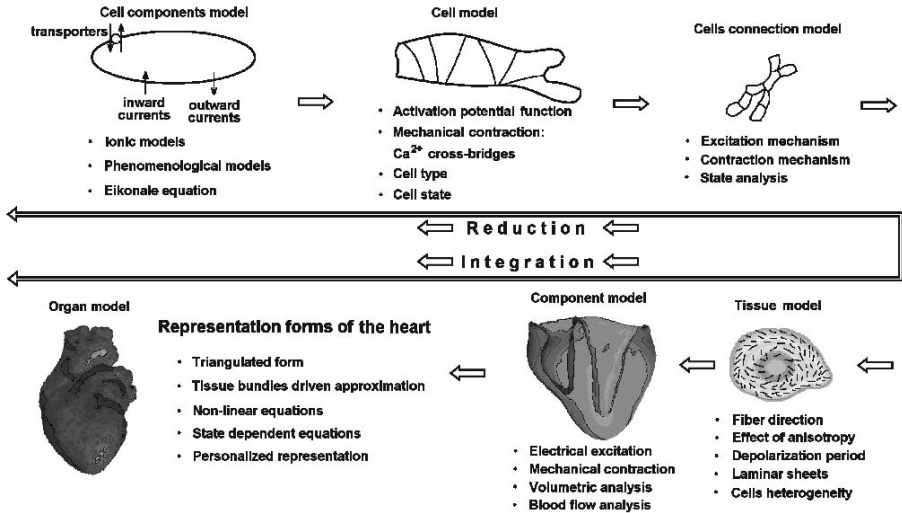 Cell components model
transporters
inward
currents
outward
currents
• Ionic models
• Phenomenological models
• Eikonale equation
Cell model
• Activation potential function
• Mechanical contraction:
Ca²⁺ cross-bridges
• Cell type
• Cell state
Cells connection model
• Excitation mechanism
• Contraction mechanism
• State analysis
Reduction
Integration
Organ model
Representation forms of the heart
• Triangulated form
• Tissue bundles driven approximation
• Non-linear equations
• State dependent equations
• Personalized representation
Component model
• Electrical excitation
• Mechanical contraction
• Volumetric analysis
• Blood flow analysis
Tissue model
• Fiber direction
• Effect of anisotropy
• Depolarization period
• Laminar sheets
• Cells heterogeneity